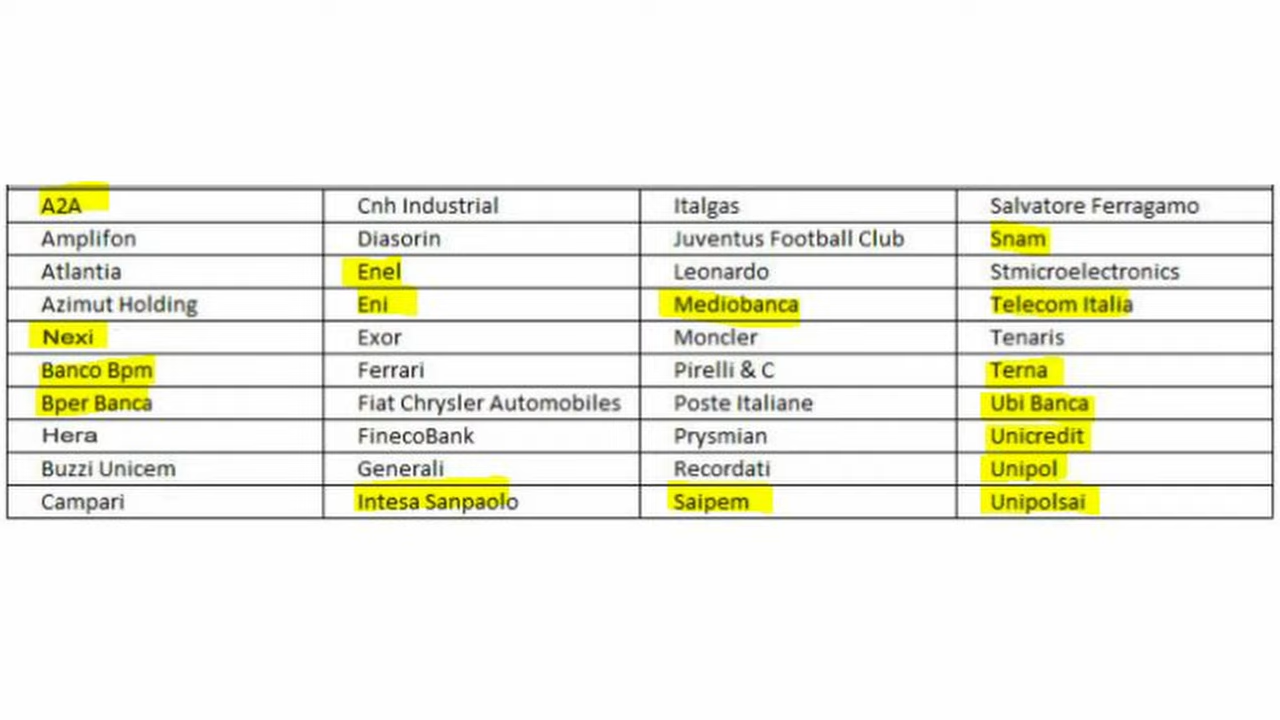 A2A Cnh Industrial Italgas Salvatore Ferragamo
Amplifon Diasorin Juventus Football Club Snam
Atlantia Enel Leonardo Stmicroelectronics
Azimut Holding Eni Mediobanca Telecom Italia
Nexi Exor Moncler Tenaris
Banco Bpm Ferrari Pirelli & C Terna
Bper Banca Fiat Chrysler Automobiles Poste Italiane Ubi Banca
Hera FinecoBank Prysmian Unicredit
Buzzi Unicem Generali Recordati Unipol
Campari Intesa Sanpaolo Saipem Unipolsai